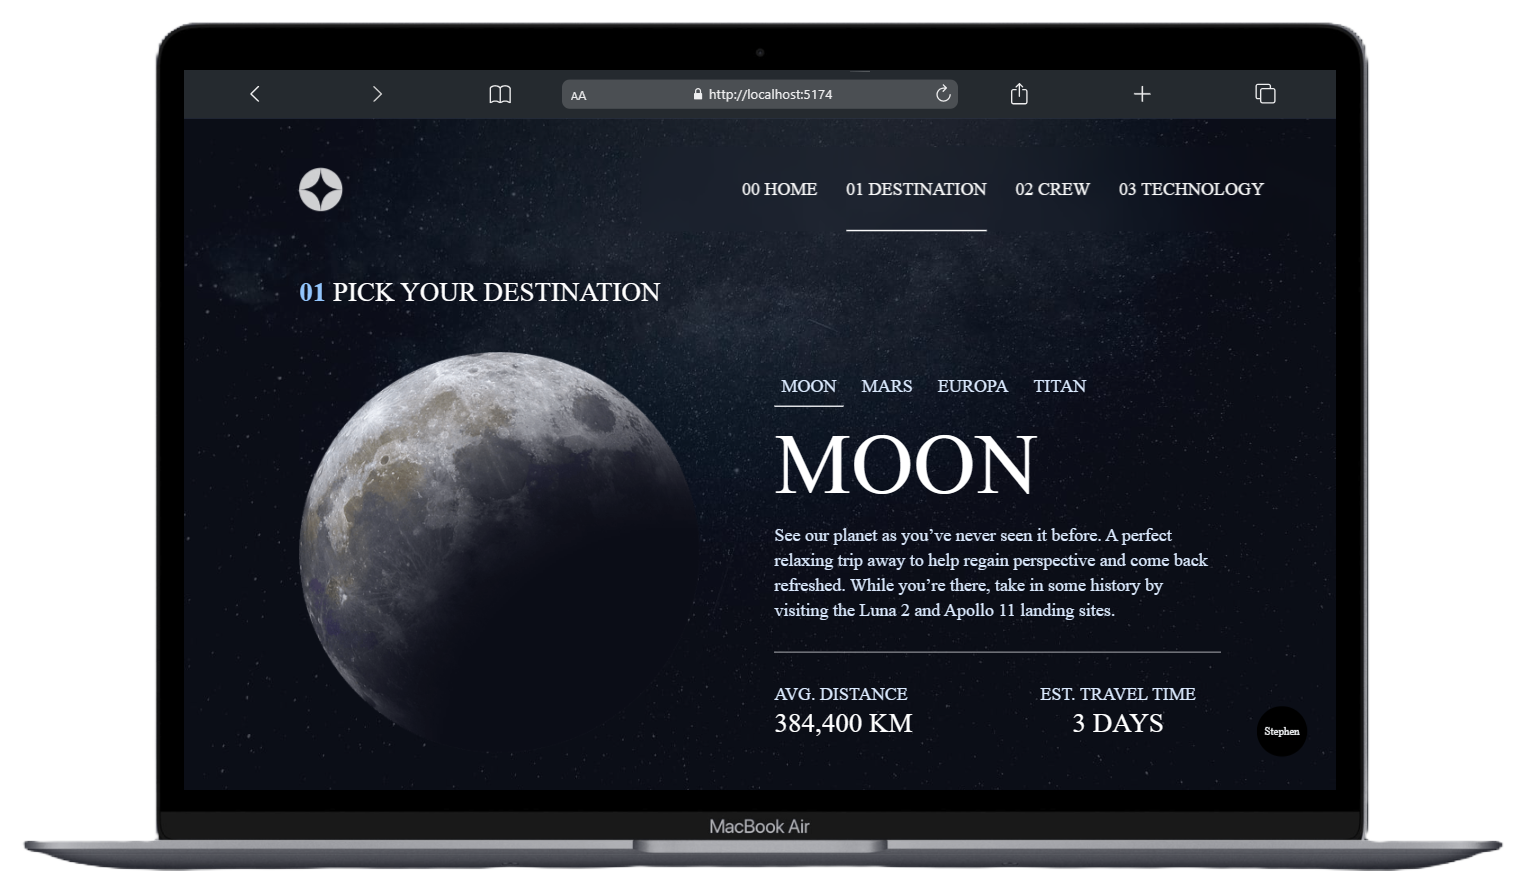 AA
http://localhost:5174
00 HOME
01 DESTINATION
02 CREW
03 TECHNOLOGY
01 PICK YOUR DESTINATION
MOON
MARS
EUROPA
TITAN
MOON
See our planet as you’ve never seen it before. A perfect
relaxing trip away to help regain perspective and come back
refreshed. While you’re there, take in some history by
visiting the Luna 2 and Apollo 11 landing sites.
AVG. DISTANCE
384,400 KM
EST. TRAVEL TIME
3 DAYS
Stephen
MacBook Air